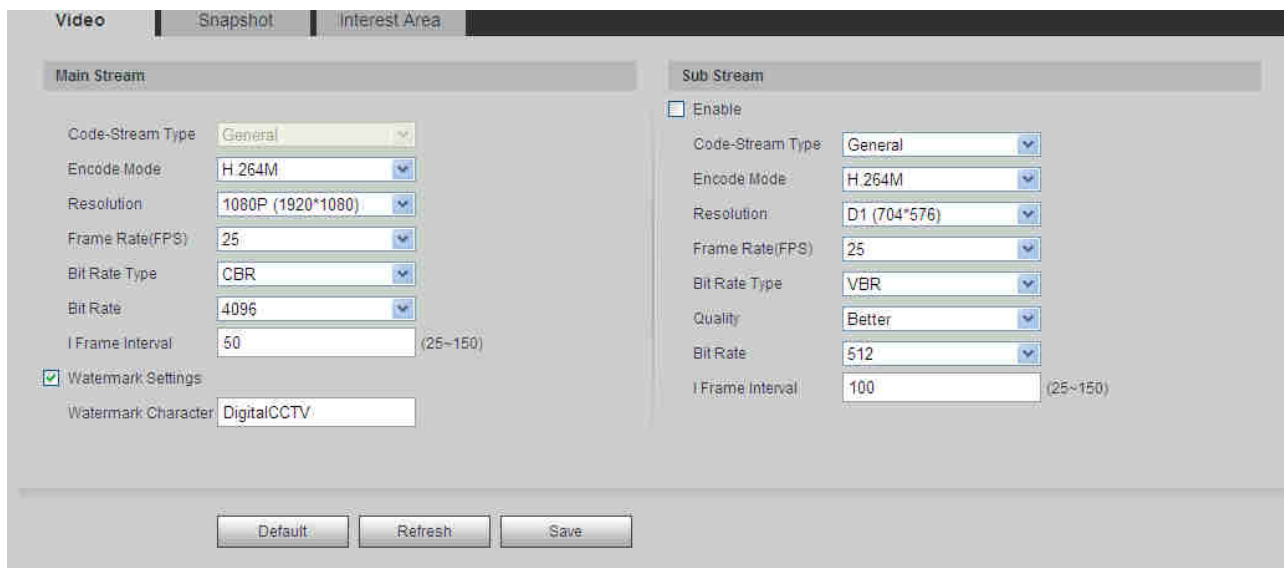 Video Snapshot Interest Area
Main Stream
Code-Stream Type General
Encode Mode H.264M
Resolution 1080P (1920*1080)
Frame Rate(FPS) 25
Bit Rate Type CBR
Bit Rate 4096
I Frame Interval 50 (25~150)
Watermark Settings
Watermark Character DigitalCCTV
Sub Stream
Enable
Code-Stream Type General
Encode Mode H.264M
Resolution D1 (704*576)
Frame Rate(FPS) 25
Bit Rate Type VBR
Quality Better
Bit Rate 512
I Frame Interval 100 (25~150)
Default Refresh Save